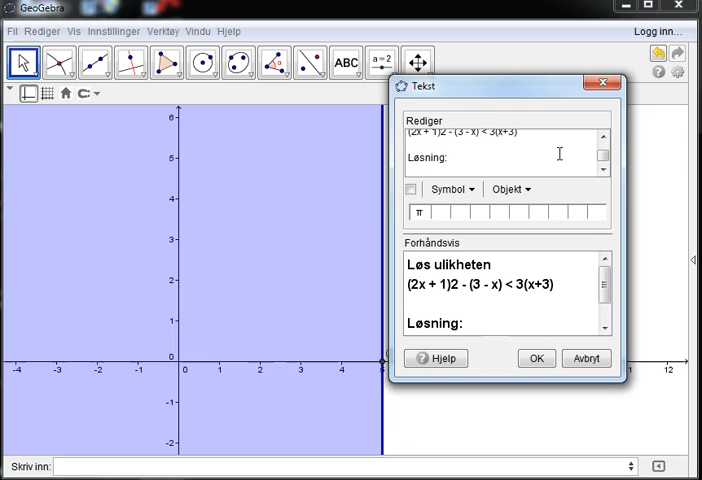 GeoGebra
Fil Rediger Vis Innstillinger Verktøy Vindu Hjelp Logg inn...
ABC a=2
Tekst
Rediger
(2x + 1)2 - (3 - x) < 3(x+3)
Løsning:
Symbol Objekt
π
Forhåndsvis
Løs ulikheten
(2x + 1)2 - (3 - x) < 3(x+3)
Løsning:
Hjelp OK Avbryt
6
5
4
3
2
1
0
-4 -3 -2 -1 0 1 2 3 4 5 11 12
-1
-2
Skriv inn: